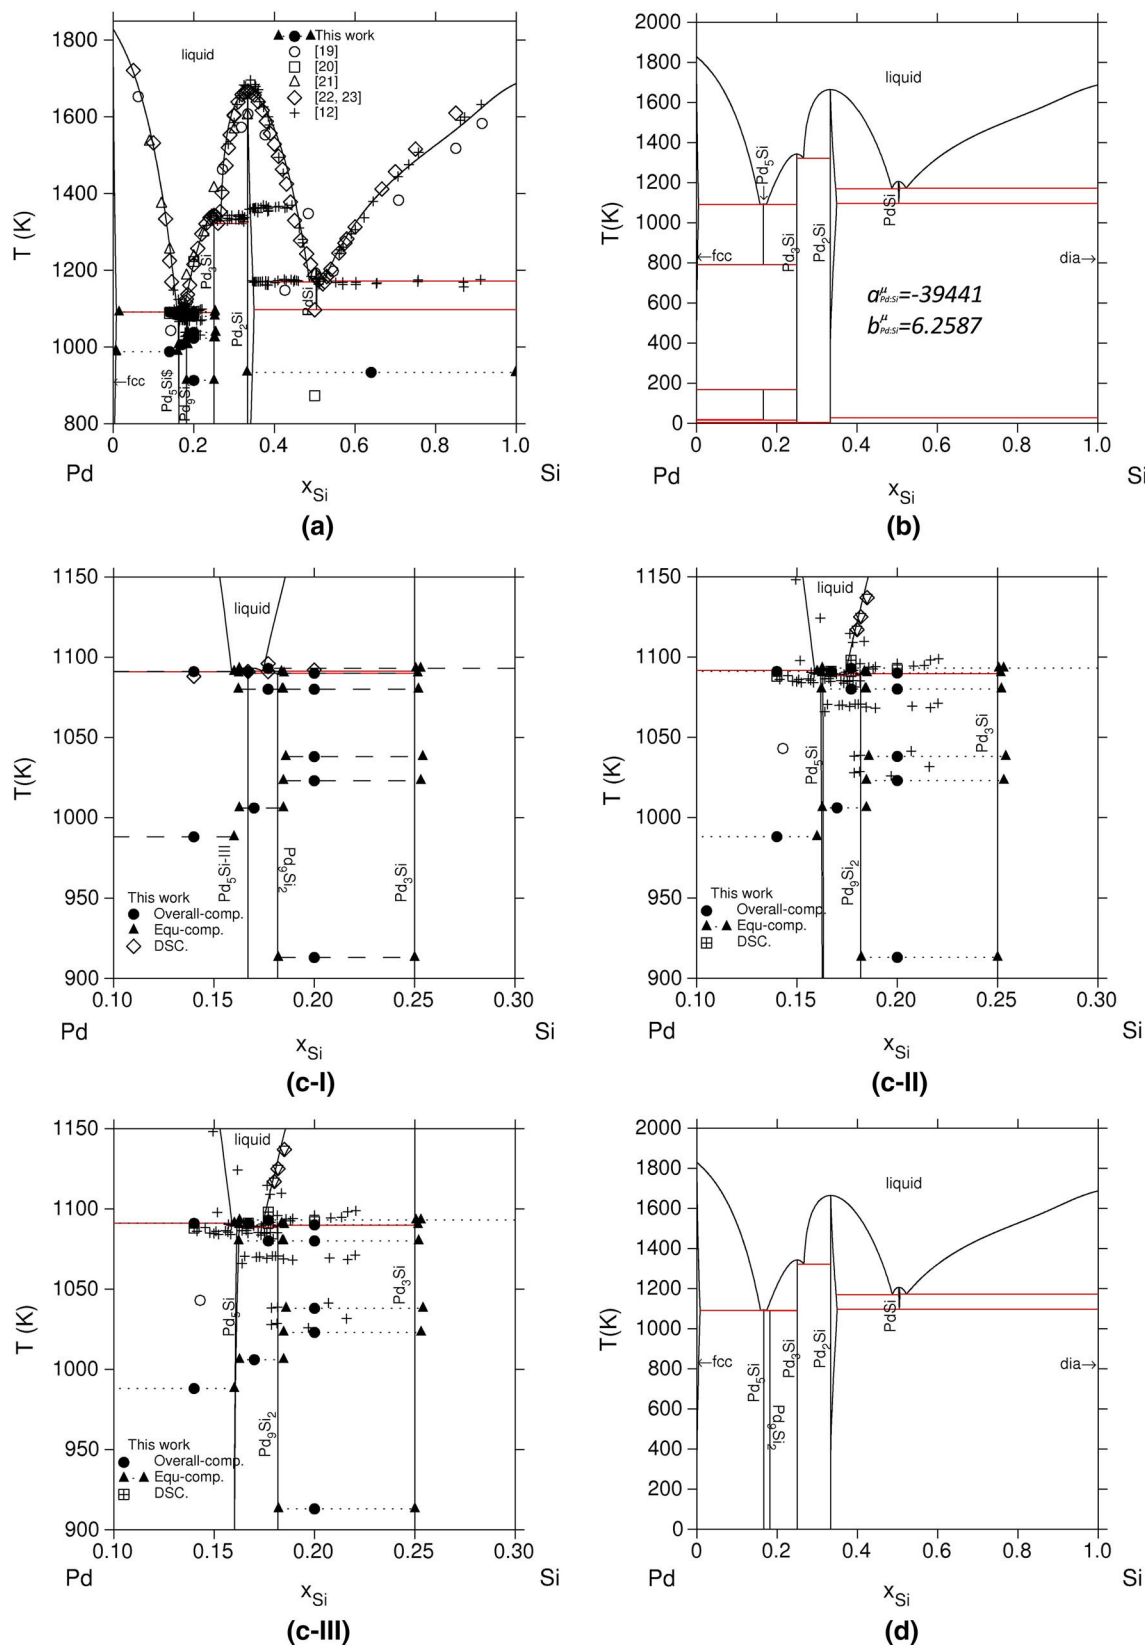 1800
1600
1400
1200
1000
800
T (K)
liquid
This work
[19]
[20]
[21]
[22, 23]
[12]
Pd3Si
PdSi
Pd2Si
←fcc
Pd5Si$
Pd9Si
0 0.2 0.4 0.6 0.8 1.0
Pd Si
xSi
(a)
2000
1800
1600
1400
1200
1000
800
600
400
200
0
T(K)
liquid
Pd5Si
PdSi
Pd3Si
Pd2Si
←fcc
dia→
aμPd:Si=-39441
bμPd:Si=6.2587
0 0.2 0.4 0.6 0.8 1.0
Pd Si
xSi
(b)
1150
1100
1050
1000
950
900
T(K)
liquid
Pd5Si-III
Pd9Si2
Pd3Si
This work
Overall-comp.
Equ-comp.
DSC.
0.10 0.15 0.20 0.25 0.30
Pd Si
xSi
(c-I)
1150
1100
1050
1000
950
900
T (K)
liquid
Pd5Si
Pd3Si
Pd9Si2
This work
Overall-comp.
Equ-comp.
DSC.
0.10 0.15 0.20 0.25 0.30
Pd Si
xSi
(c-II)
1150
1100
1050
1000
950
900
T (K)
liquid
Pd5Si
Pd3Si
Pd9Si2
This work
Overall-comp.
Equ-comp.
DSC.
0.10 0.15 0.20 0.25 0.30
Pd Si
xSi
(c-III)
2000
1800
1600
1400
1200
1000
800
600
400
200
0
T(K)
liquid
PdSi
Pd3Si
Pd2Si
←fcc
dia→
Pd5Si
Pd9Si2
0 0.2 0.4 0.6 0.8 1.0
Pd Si
xSi
(d)